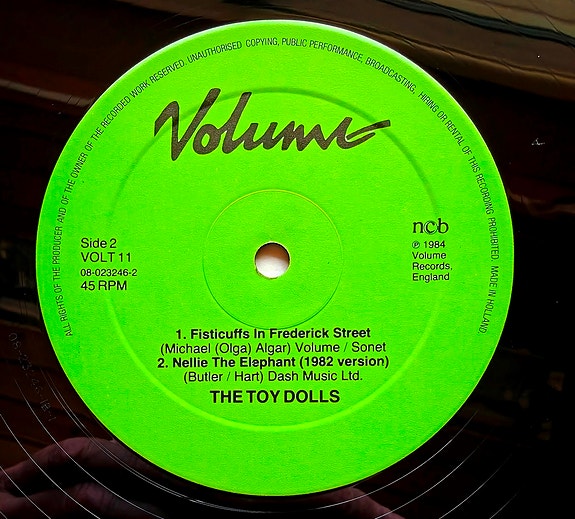 ALL RIGHTS OF THE PRODUCER AND OF THE OWNER OF THE RECORDED WORK RESERVED. UNAUTHORISED COPYING, PUBLIC PERFORMANCE, BROADCASTING, HIRING OR RENTAL OF THIS RECORDING PROHIBITED. MADE IN HOLLAND.
Volume
Side 2
VOLT 11
08-023246-2
45 RPM
ncb
℗ 1984
Volume
Records,
England
1. Fisticuffs In Frederick Street
(Michael (Olga) Algar) Volume / Sonet
2. Nellie The Elephant (1982 version)
(Butler / Hart) Dash Music Ltd.
THE TOY DOLLS